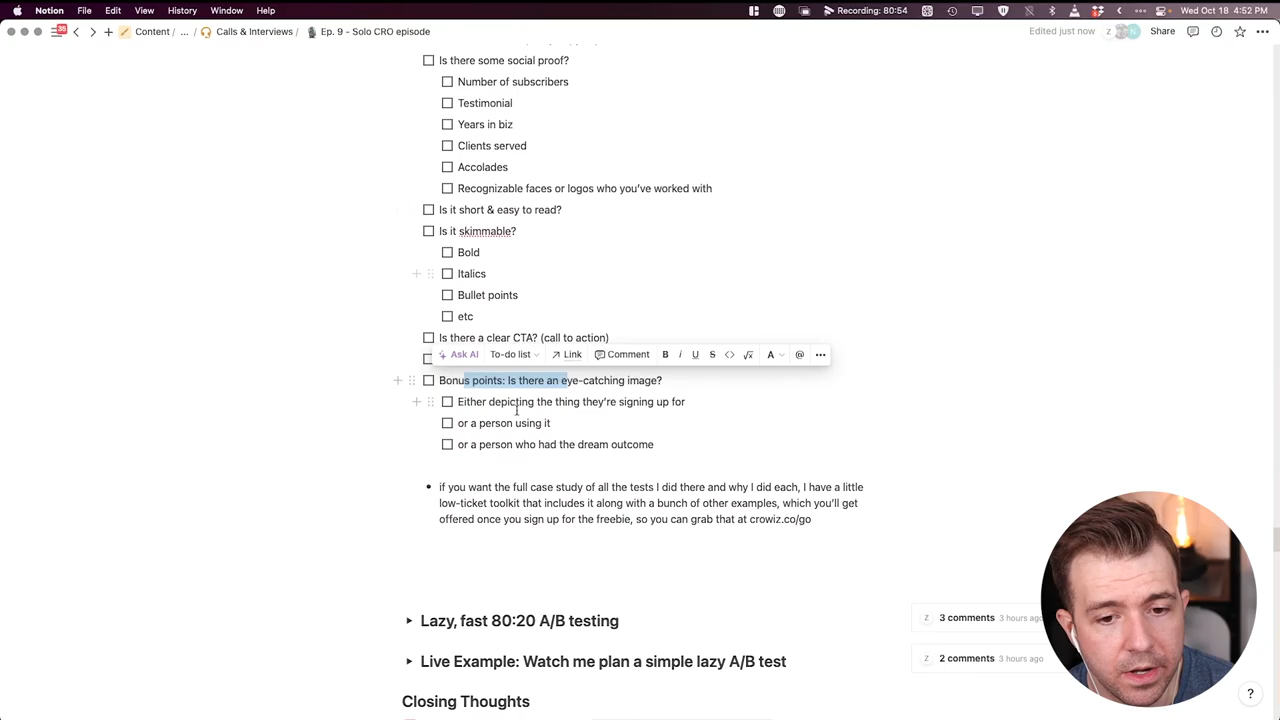 Notion File Edit View History Window Help
Recording: 80:54
Wed Oct 18 4:52 PM
38
Content / ... / Calls & Interviews / Ep. 9 - Solo CRO episode
Edited just now
Z
Share
Is there some social proof?
Number of subscribers
Testimonial
Years in biz
Clients served
Accolades
Recognizable faces or logos who you've worked with
Is it short & easy to read?
Is it skimmable?
Bold
Italics
Bullet points
etc
Is there a clear CTA? (call to action)
Ask AI To-do list Link Comment B i U S <> √x A @ •••
Bonus points: Is there an eye-catching image?
Either depicting the thing they're signing up for
or a person using it
or a person who had the dream outcome
if you want the full case study of all the tests I did there and why I did each, I have a little
low-ticket toolkit that includes it along with a bunch of other examples, which you'll get
offered once you sign up for the freebie, so you can grab that at crowiz.co/go
Lazy, fast 80:20 A/B testing
Z 3 comments 3 hours ago
Live Example: Watch me plan a simple lazy A/B test
Z 2 comments 3 hours ago
Closing Thoughts
?